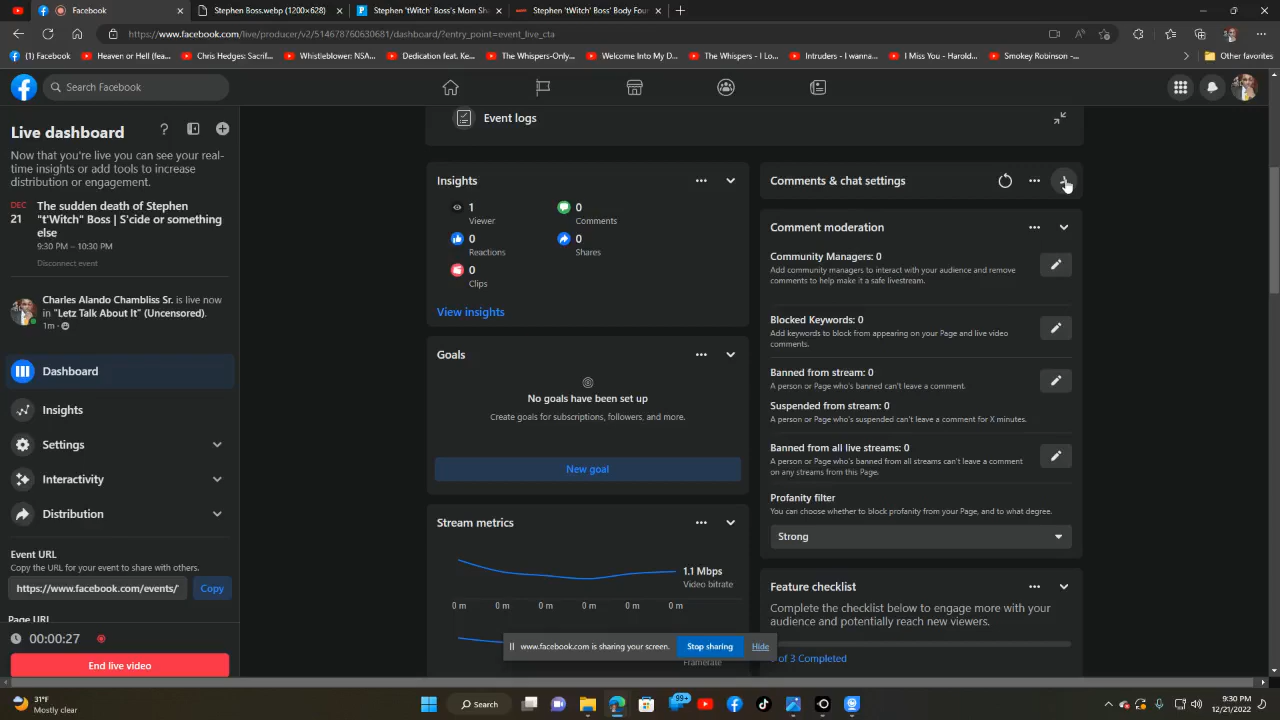 Facebook
Stephen Boss.webp (1200×628)
Stephen 'tWitch' Boss's Mom Sh
Stephen 'tWitch' Boss' Body Four
https://www.facebook.com/live/producer/v2/514678760630681/dashboard/?entry_point=event_live_cta
(1) Facebook
Heaven or Hell (fea...
Chris Hedges: Sacrif...
Whistleblower: NSA...
Dedication feat. Ke...
The Whispers-Only...
Welcome Into My D...
The Whispers - I Lo...
Intruders - I wanna...
I Miss You - Harold...
Smokey Robinson -...
Other favorites
Search Facebook
Live dashboard
Now that you're live you can see your real-
time insights or add tools to increase
distribution or engagement.
DEC
21
The sudden death of Stephen
"t'Witch" Boss | S'cide or something
else
9:30 PM – 10:30 PM
Disconnect event
Charles Alando Chambliss Sr. is live now
in "Letz Talk About It" (Uncensored).
1m ·
Dashboard
Insights
Settings
Interactivity
Distribution
Event URL
Copy the URL for your event to share with others.
https://www.facebook.com/events/
Copy
Page URL
00:00:27
End live video
Event logs
Insights
1
Viewer
0
Comments
0
Reactions
0
Shares
0
Clips
View insights
Goals
No goals have been set up
Create goals for subscriptions, followers, and more.
New goal
Stream metrics
1.1 Mbps
Video bitrate
0 m 0 m 0 m 0 m 0 m 0 m
Framerate
Comments & chat settings
Comment moderation
Community Managers: 0
Add community managers to interact with your audience and remove
comments to help make it a safe livestream.
Blocked Keywords: 0
Add keywords to block from appearing on your Page and live video
comments.
Banned from stream: 0
A person or Page who's banned can't leave a comment.
Suspended from stream: 0
A person or Page who's suspended can't leave a comment for X minutes.
Banned from all live streams: 0
A person or Page who's banned from all streams can't leave a comment
on any streams from this Page.
Profanity filter
You can choose whether to block profanity from your Page, and to what degree.
Strong
Feature checklist
Complete the checklist below to engage more with your
audience and potentially reach new viewers.
of 3 Completed
www.facebook.com is sharing your screen.
Stop sharing
Hide
31°F
Mostly clear
Search
99+
9:30 PM
12/21/2022